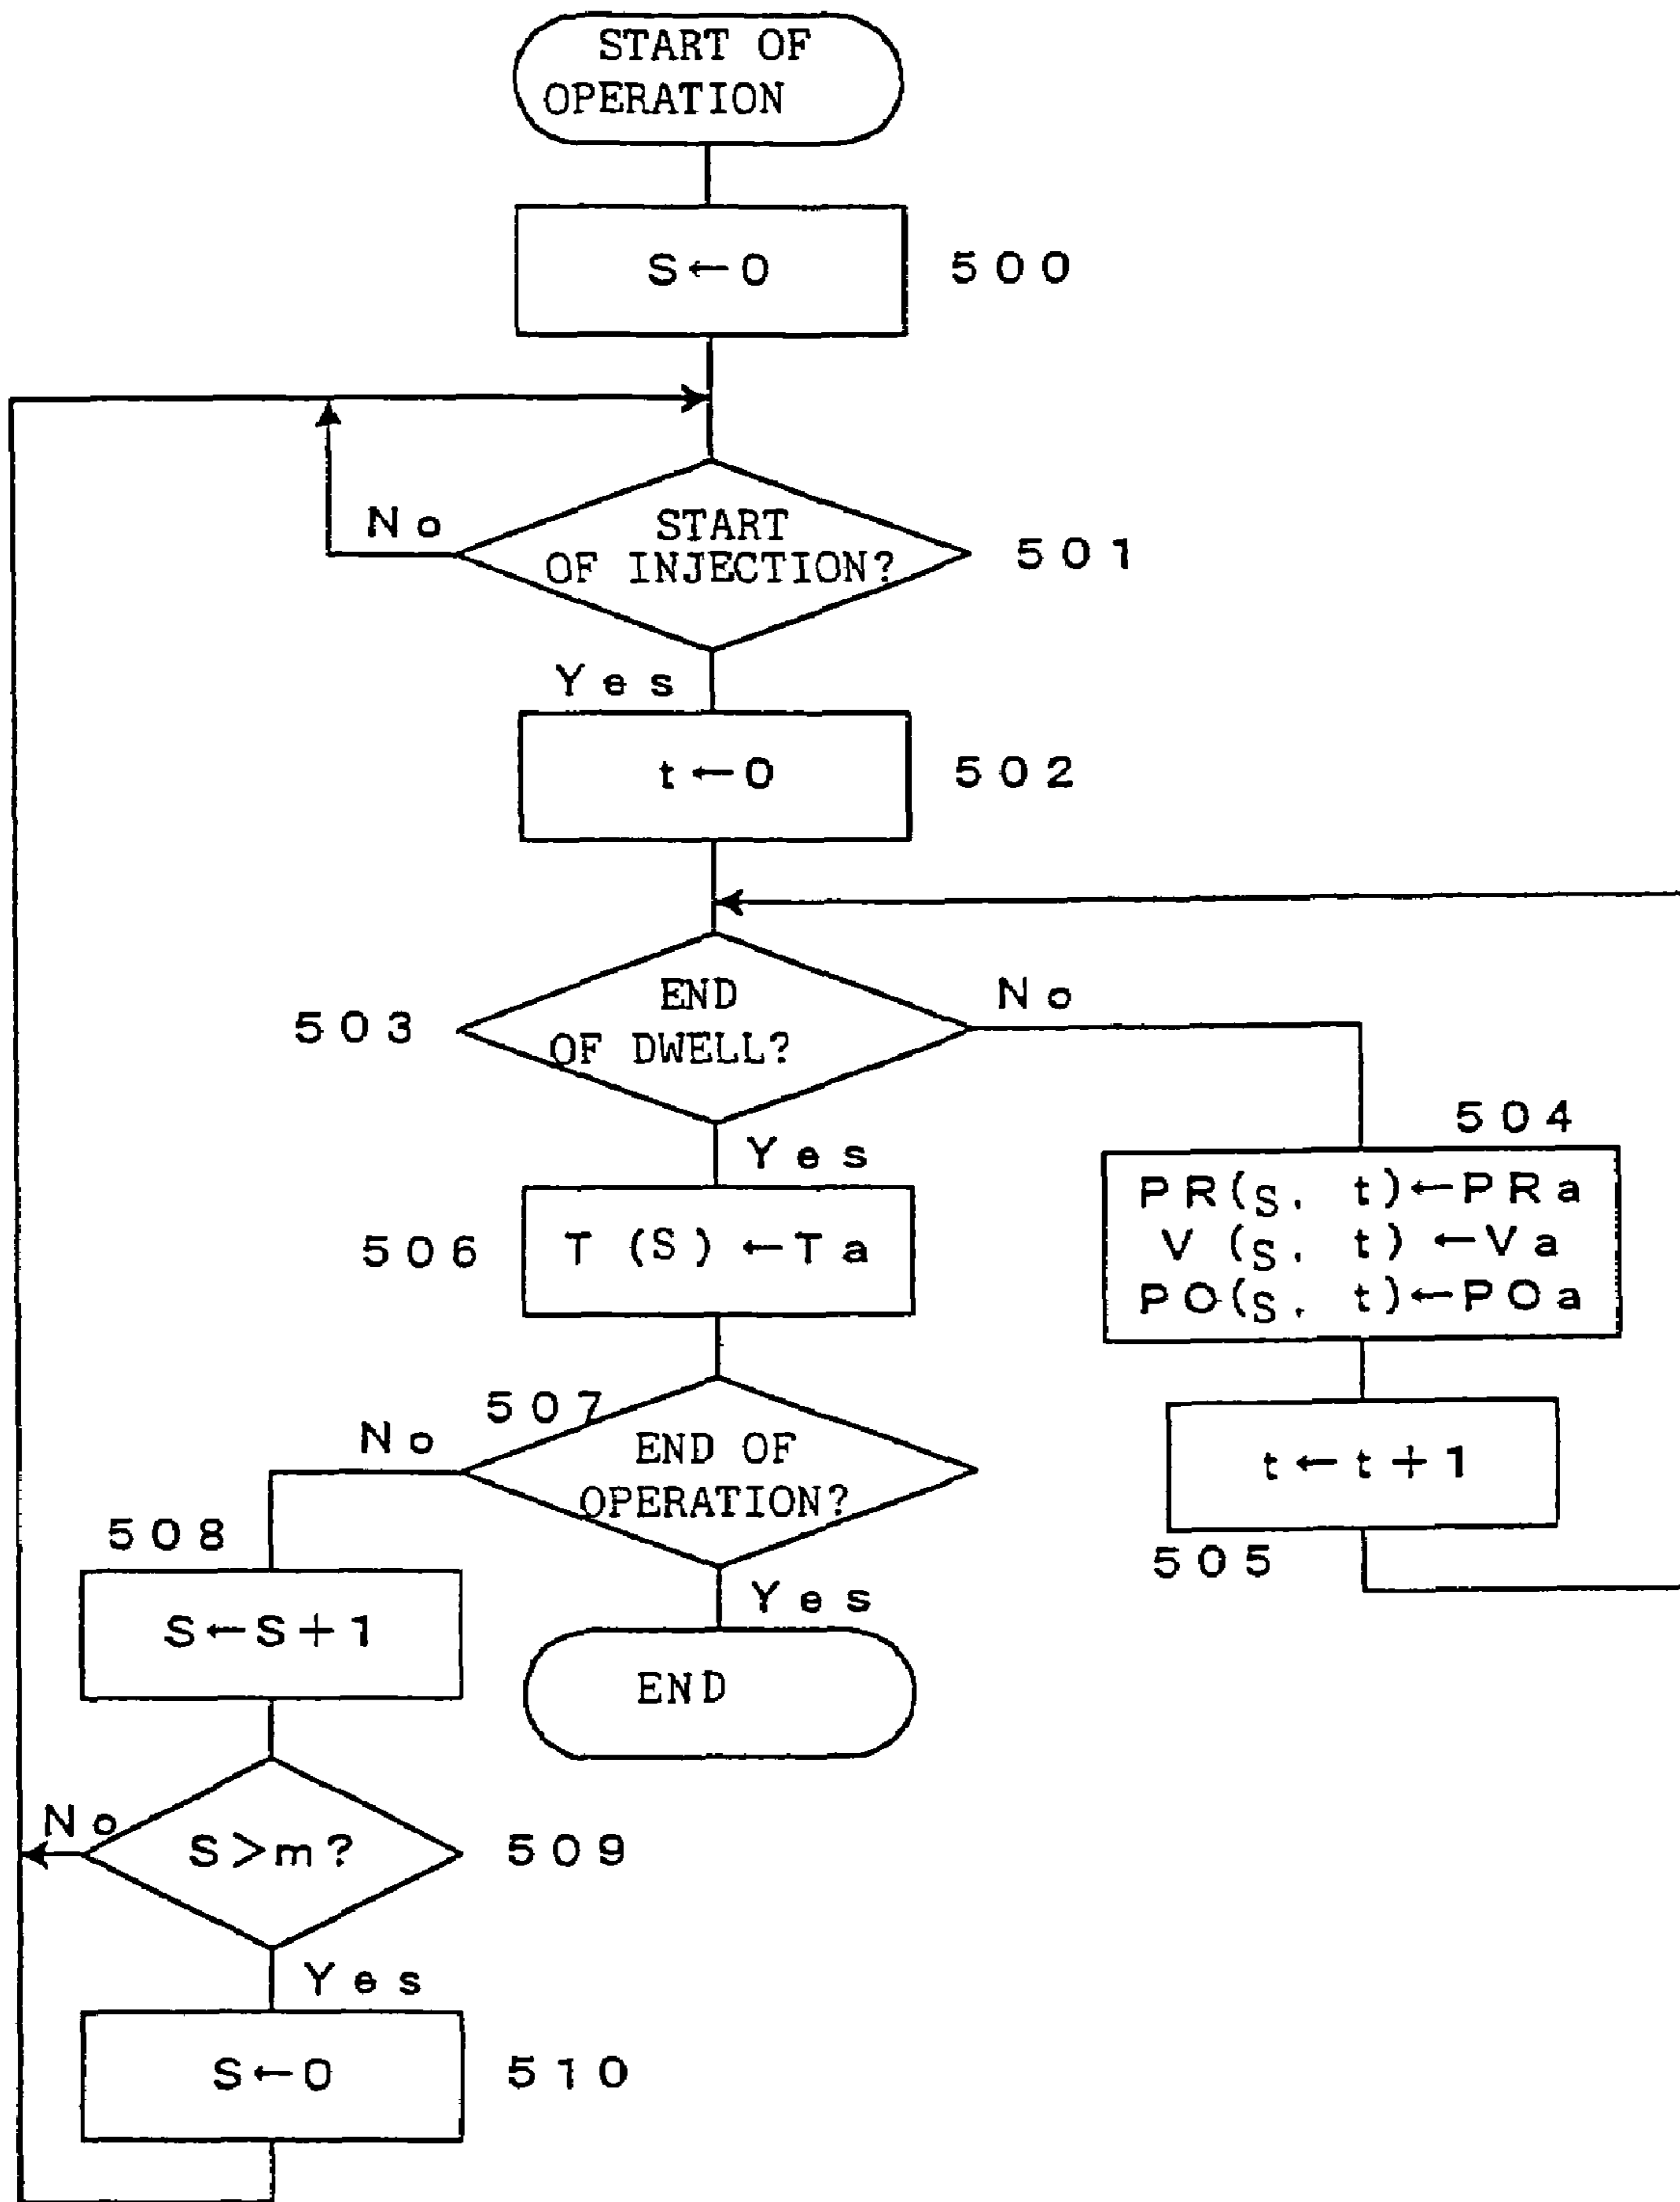 START OF
OPERATION
S←0
500
No
START
OF INJECTION?
501
Yes
t←0
502
503
END
OF DWELL?
No
504
Yes
PR(S, t)←PRa
V (S, t) ←Va
PO(S, t)←POa
506
T (S) ←Ta
507
No
END OF
OPERATION?
t←t+1
505
508
Yes
S←S+1
END
No
S>m?
509
Yes
S←0
510